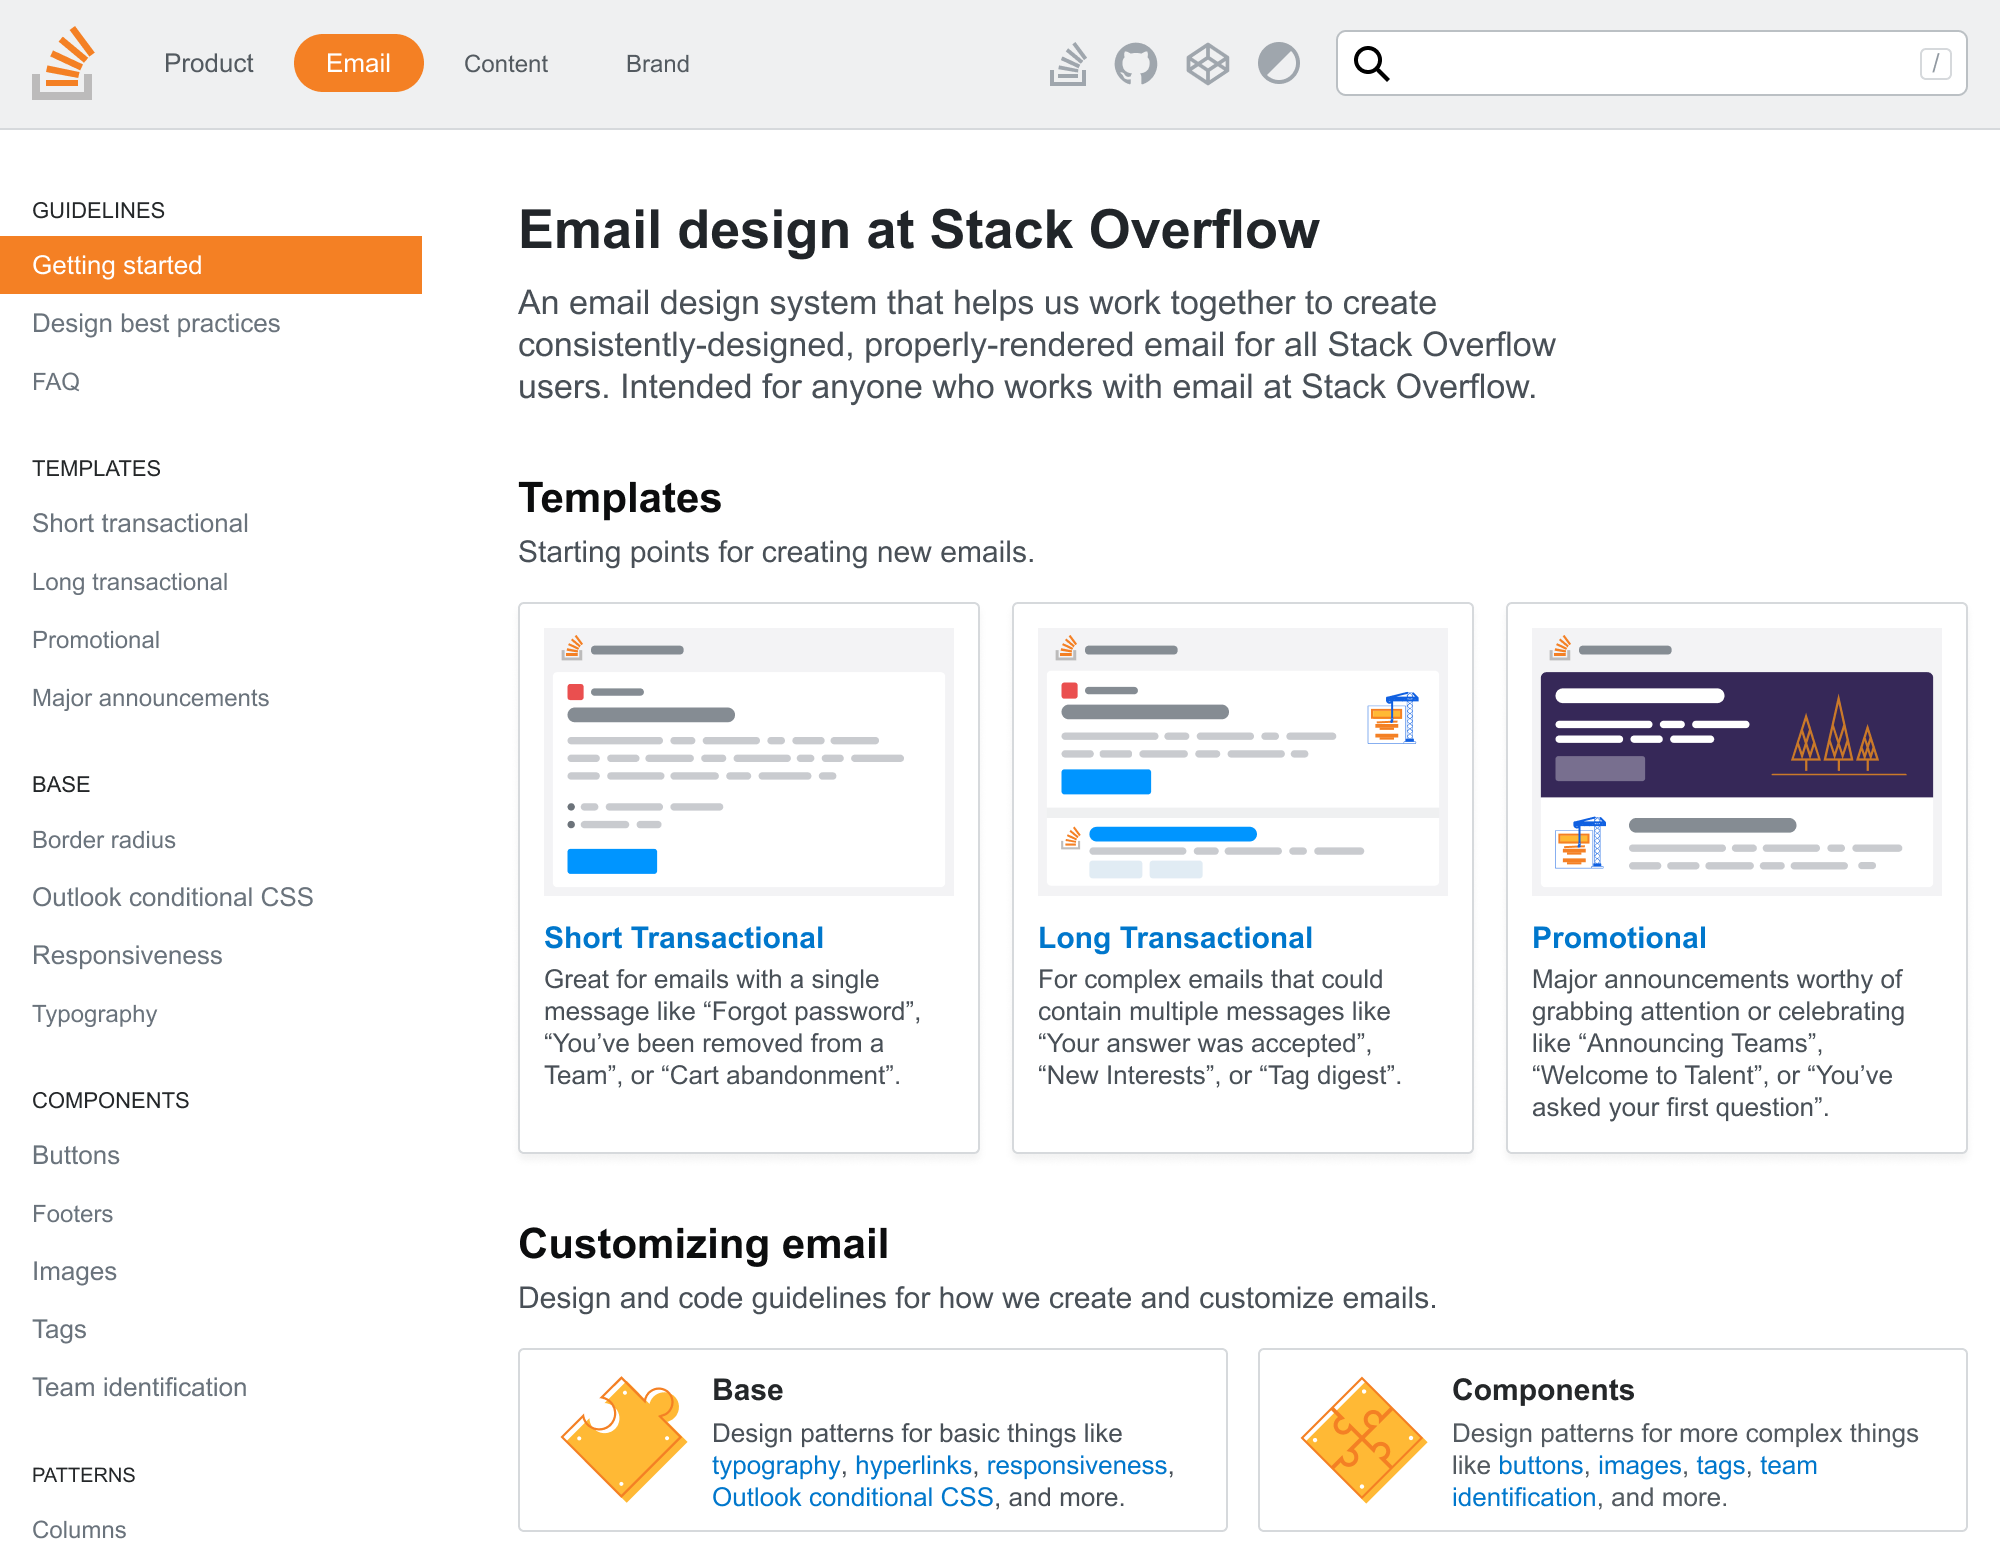 Product
Email
Content
Brand
/
GUIDELINES
Getting started
Design best practices
FAQ
TEMPLATES
Short transactional
Long transactional
Promotional
Major announcements
BASE
Border radius
Outlook conditional CSS
Responsiveness
Typography
COMPONENTS
Buttons
Footers
Images
Tags
Team identification
PATTERNS
Columns
Email design at Stack Overflow
An email design system that helps us work together to create
consistently-designed, properly-rendered email for all Stack Overflow
users. Intended for anyone who works with email at Stack Overflow.
Templates
Starting points for creating new emails.
Short Transactional
Great for emails with a single
message like “Forgot password”,
“You’ve been removed from a
Team”, or “Cart abandonment”.
Long Transactional
For complex emails that could
contain multiple messages like
“Your answer was accepted”,
“New Interests”, or “Tag digest”.
Promotional
Major announcements worthy of
grabbing attention or celebrating
like “Announcing Teams”,
“Welcome to Talent”, or “You’ve
asked your first question”.
Customizing email
Design and code guidelines for how we create and customize emails.
Base
Design patterns for basic things like
typography, hyperlinks, responsiveness,
Outlook conditional CSS, and more.
Components
Design patterns for more complex things
like buttons, images, tags, team
identification, and more.